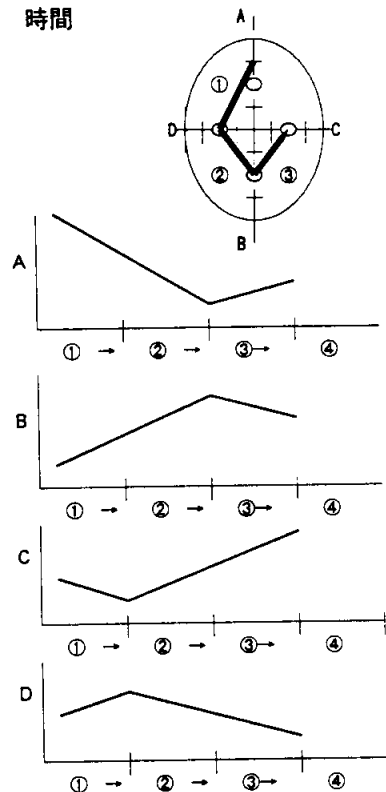 時間
A
①
D
C
②
③
B
A
① → ② → ③→ ④
B
① → ② → ③→ ④
C
① → ② → ③→ ④
D
① → ② → ③→ ④